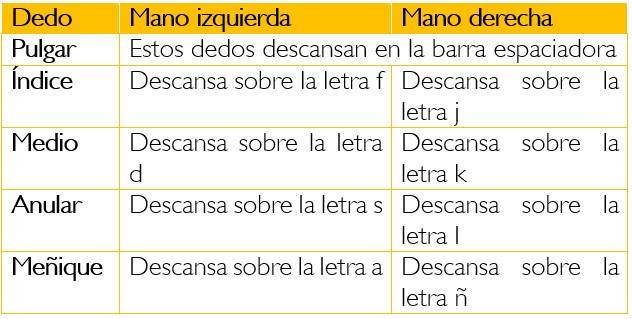 Dedo Mano izquierda Mano derecha
Pulgar Estos dedos descansan en la barra espaciadora
Índice Descansa sobre la letra f Descansa sobre la
letra j
Medio Descansa sobre la letra Descansa sobre la
d letra k
Anular Descansa sobre la letra s Descansa sobre la
letra l
Meñique Descansa sobre la letra a Descansa sobre la
letra ñ